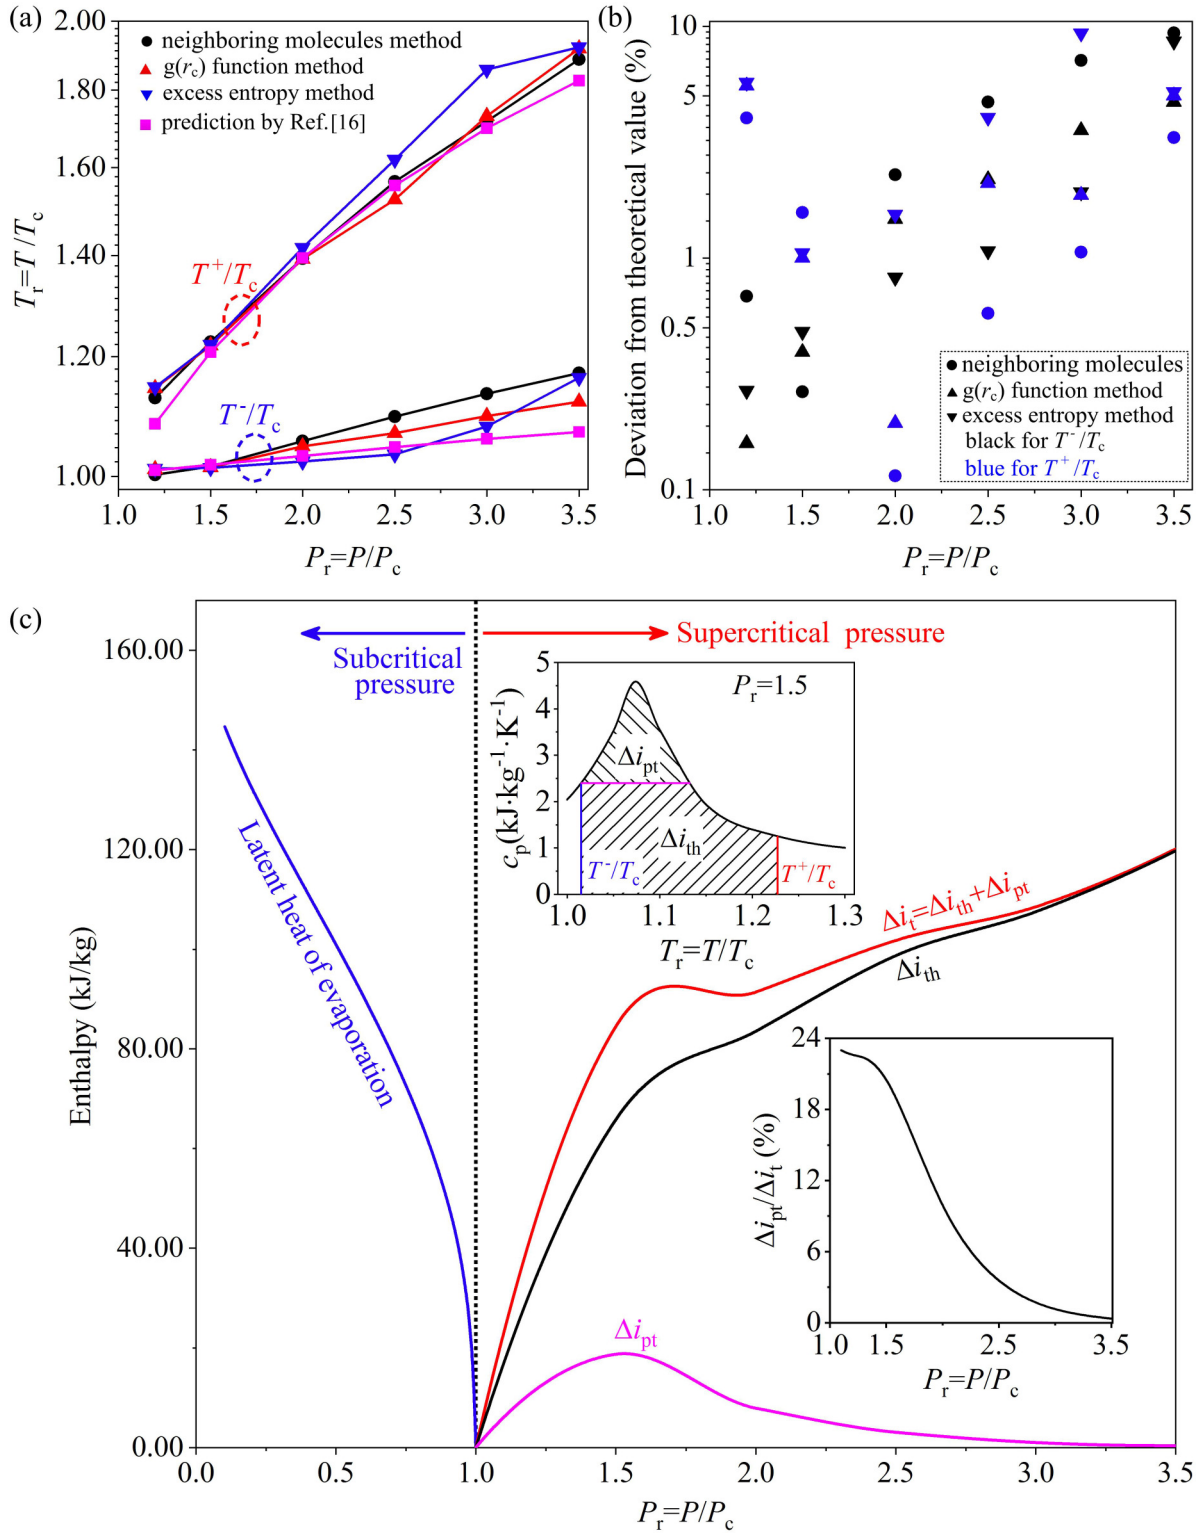 (a)
2.00
1.80
1.60
1.40
1.20
1.00
T_r=T/T_c
neighboring molecules method
g(r_c) function method
excess entropy method
prediction by Ref.[16]
T^+/T_c
T^-/T_c
1.0 1.5 2.0 2.5 3.0 3.5
P_r=P/P_c
(b)
10
5
1
0.5
0.1
Deviation from theoretical value (%)
neighboring molecules
g(r_c) function method
excess entropy method
black for T^-/T_c
blue for T^+/T_c
1.0 1.5 2.0 2.5 3.0 3.5
P_r=P/P_c
(c)
160.00
120.00
80.00
40.00
0.00
Enthalpy (kJ/kg)
Subcritical
pressure
Supercritical pressure
Latent heat of evaporation
5
4
3
2
1
0
c_p(kJ·kg^-1·K^-1)
P_r=1.5
Δi_pt
Δi_th
T^-/T_c
T^+/T_c
1.0 1.1 1.2 1.3
T_r=T/T_c
Δi_t=Δi_th+Δi_pt
Δi_th
Δi_pt
24
18
12
6
0
Δi_pt/Δi_t (%)
1.0 1.5 2.5 3.5
P_r=P/P_c
0.0 0.5 1.0 1.5 2.0 2.5 3.0 3.5
P_r=P/P_c